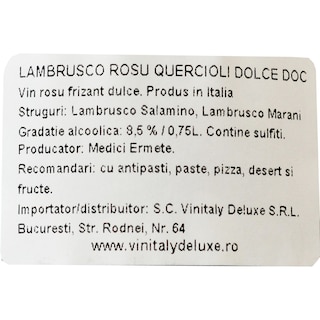 LAMBRUSCO ROSU QUERCIOLI DOLCE DOC
Vin rosu frizant dulce. Produs in Italia
Struguri: Lambrusco Salamino, Lambrusco Marani
Gradatie alcoolica: 8,5 % / 0,75L. Contine sulfiti.
Producator: Medici Ermete.
Recomandari: cu antipasti, paste, pizza, desert si
fructe.
Importator/distribuitor: S.C. Vinitaly Deluxe S.R.L.
Bucuresti, Str. Rodnei, Nr. 64
www.vinitalydeluxe.ro